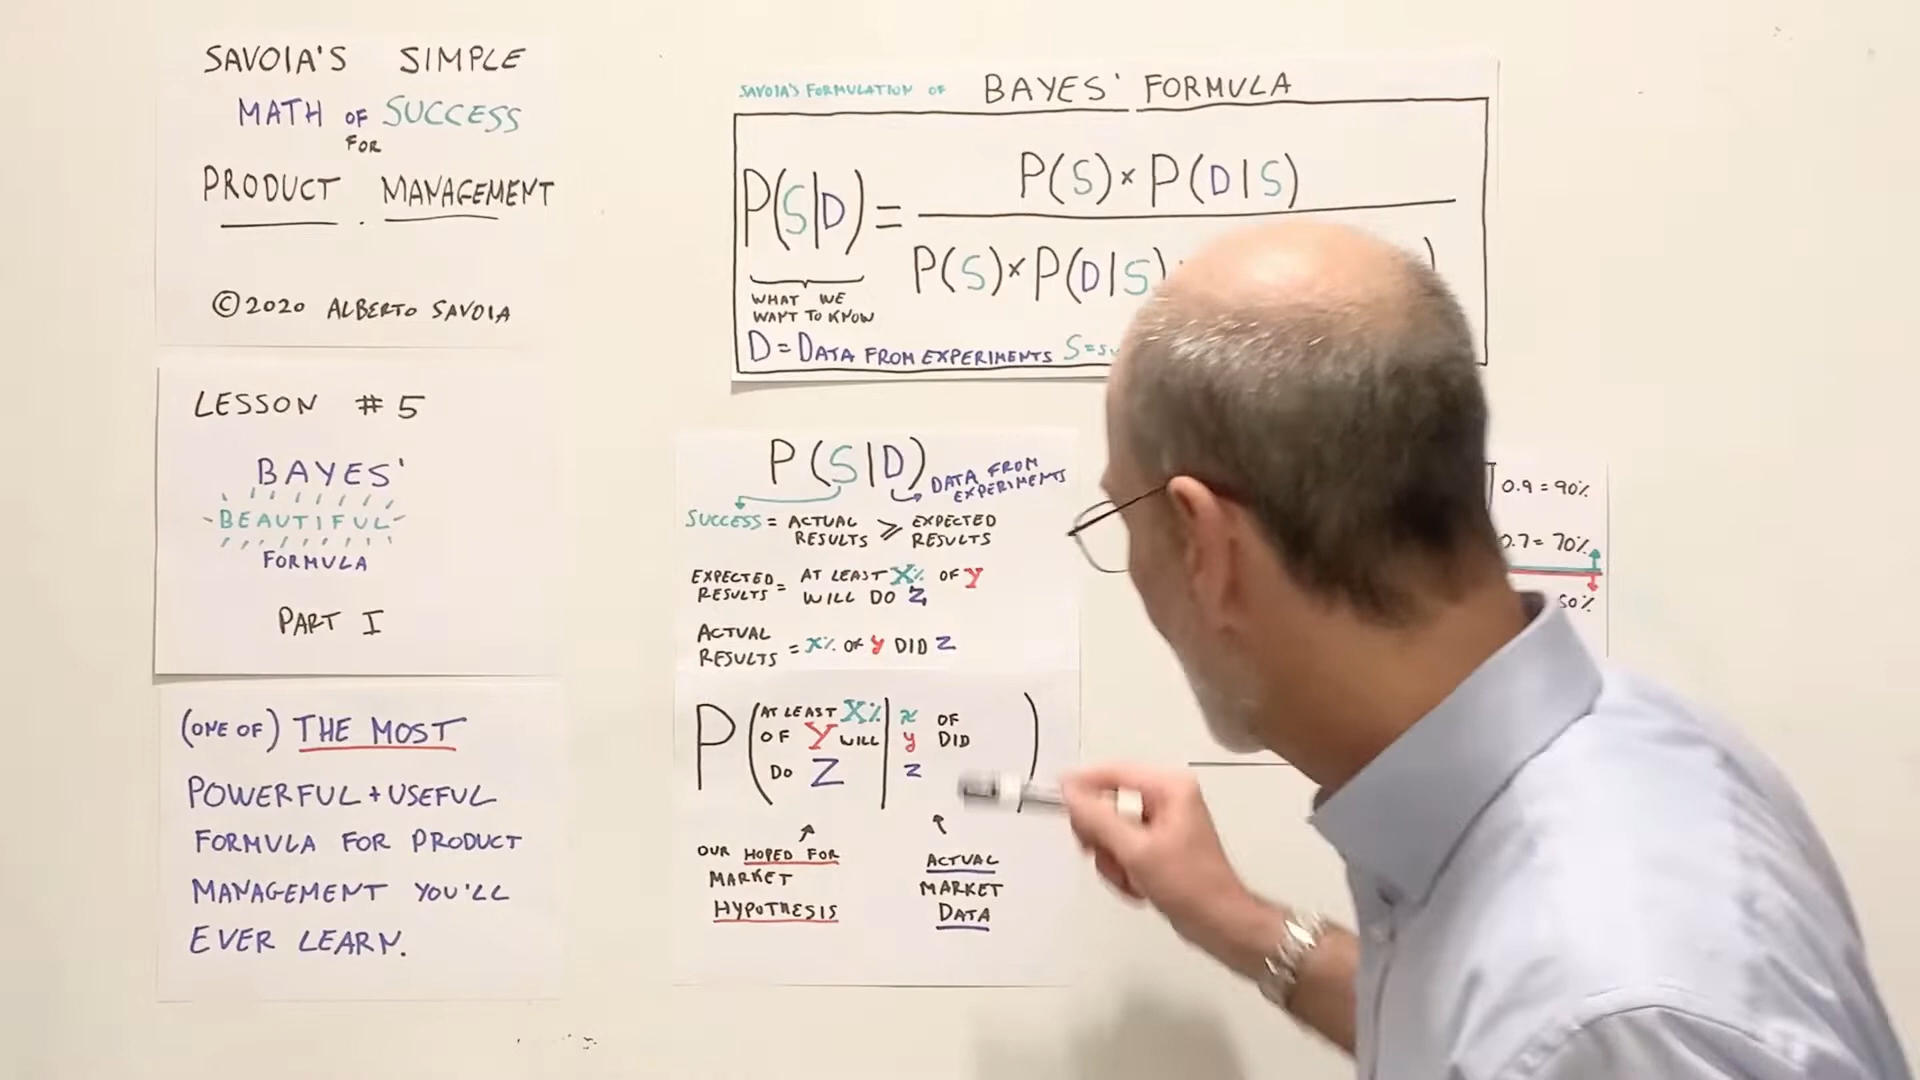 SAVOIA'S SIMPLE
MATH OF SUCCESS
FOR
PRODUCT MANAGEMENT
©2020 ALBERTO SAVOIA
LESSON #5
BAYES'
BEAUTIFUL
FORMULA
PART I
(ONE OF) THE MOST
POWERFUL + USEFUL
FORMULA FOR PRODUCT
MANAGEMENT YOU'LL
EVER LEARN.
SAVOIA'S FORMULATION OF BAYES' FORMULA
P(S|D) =
P(S) × P(D|S)
P(S) × P(D|S)
WHAT WE
WANT TO KNOW
D = DATA FROM EXPERIMENTS S =
P(S|D)
DATA FROM
EXPERIMENTS
SUCCESS = ACTUAL RESULTS ≥ EXPECTED RESULTS
EXPECTED RESULTS = AT LEAST X% OF Y
WILL DO Z
ACTUAL RESULTS = X% OF Y DID Z
P(AT LEAST X% | x OF
OF Y WILL | y DID
DO Z | z)
OUR HOPED FOR
MARKET
HYPOTHESIS
ACTUAL
MARKET
DATA
0.9 = 90%
0.7 = 70%
50%